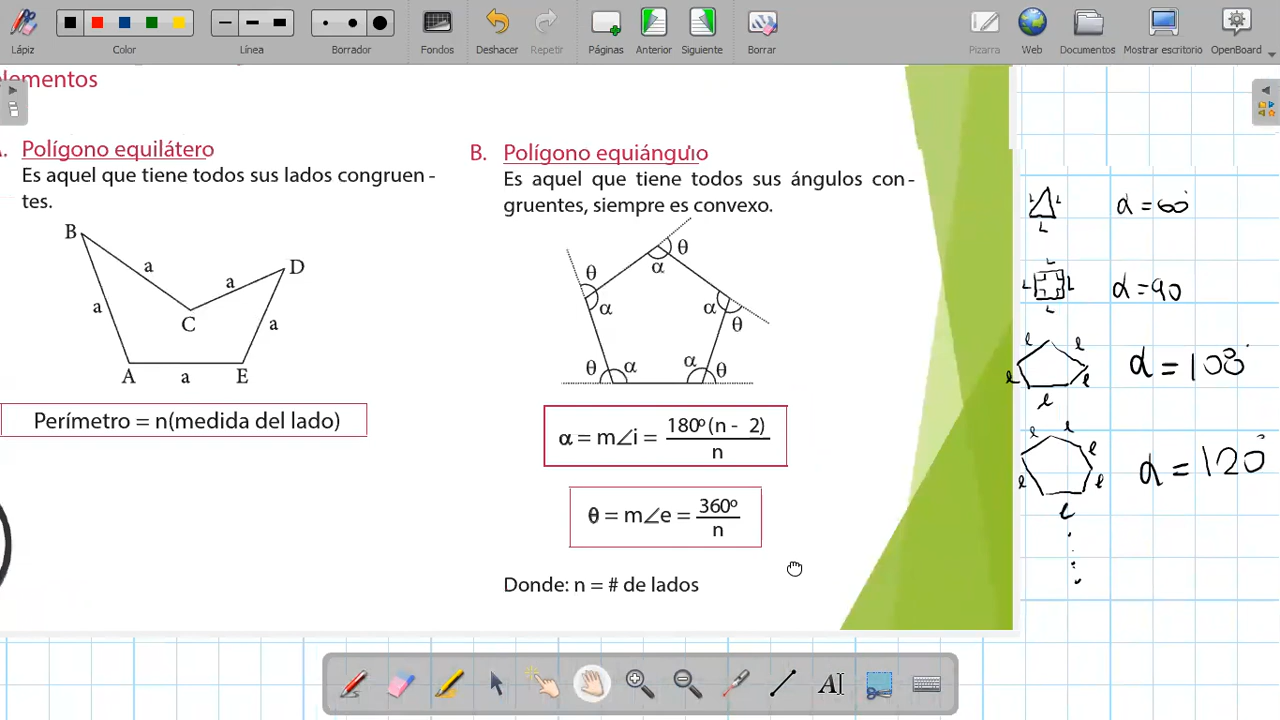 Lápiz
Color
Línea
Borrador
Fondos
Deshacer
Repetir
Páginas
Anterior
Siguiente
Borrar
Pizarra
Web
Documentos
Mostrar escritorio
OpenBoard
lementos
. Polígono equilátero
Es aquel que tiene todos sus lados congruen-
tes.
B
a
a
D
a
C
a
A
a
E
Perímetro = n(medida del lado)
B. Polígono equiángulo
Es aquel que tiene todos sus ángulos con-
gruentes, siempre es convexo.
θ
α
θ
α
α
θ
θ
α
α
θ
α = m∠i = 180º(n - 2)
n
θ = m∠e = 360º
n
Donde: n = # de lados
L
L
L
α = 60°
L
L
L
L
α = 90
l
l
l
l
l
α = 108°
l
l
l
l
l
l
α = 120°
AI